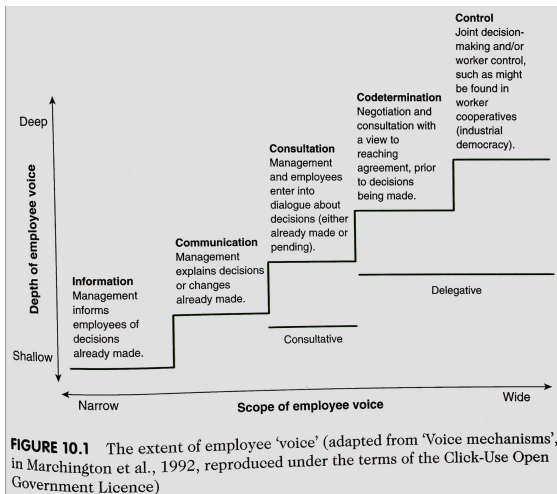 Control
Joint decision-
making and/or
worker control,
such as might
be found in
worker
cooperatives
(industrial
democracy).
Codetermination
Negotiation and
consultation with
a view to
reaching
agreement, prior
to decisions
being made.
Consultation
Management
and employees
enter into
dialogue about
decisions (either
already made or
pending).
Communication
Management
explains decisions
or changes
already made.
Information
Management
informs
employees of
decisions
already made.
Deep
Depth of employee voice
Shallow
Consultative
Delegative
Narrow
Scope of employee voice
Wide
FIGURE 10.1 The extent of employee 'voice' (adapted from 'Voice mechanisms',
in Marchington et al., 1992, reproduced under the terms of the Click-Use Open
Government Licence)